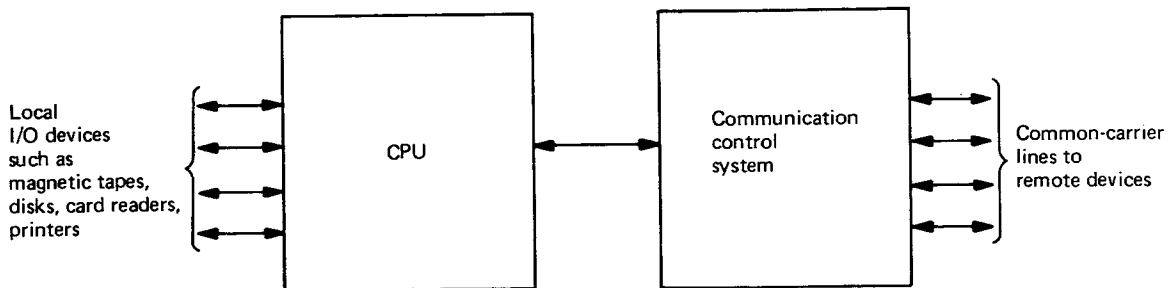 Local
I/O devices
such as
magnetic tapes,
disks, card readers,
printers
CPU
Communication
control
system
Common-carrier
lines to
remote devices